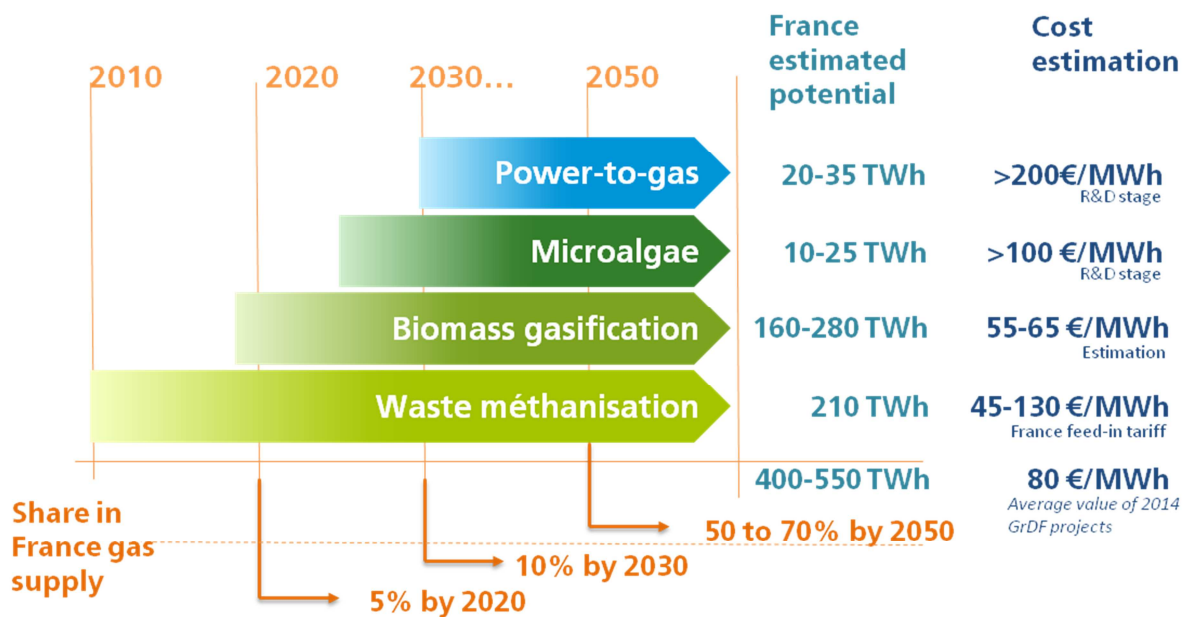 2010
2020
2030...
2050
France
estimated
potential
Cost
estimation
Power-to-gas
20-35 TWh
>200€/MWh
R&D stage
Microalgae
10-25 TWh
>100 €/MWh
R&D stage
Biomass gasification
160-280 TWh
55-65 €/MWh
Estimation
Waste méthanisation
210 TWh
45-130 €/MWh
France feed-in tariff
400-550 TWh
80 €/MWh
Average value of 2014
GrDF projects
Share in
France gas
supply
50 to 70% by 2050
10% by 2030
5% by 2020